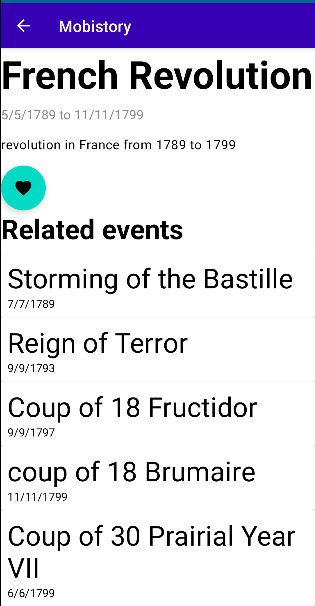 Mobistory
French Revolution
5/5/1789 to 11/11/1799
revolution in France from 1789 to 1799
Related events
Storming of the Bastille
7/7/1789
Reign of Terror
9/9/1793
Coup of 18 Fructidor
9/9/1797
coup of 18 Brumaire
11/11/1799
Coup of 30 Prairial Year
VII
6/6/1799